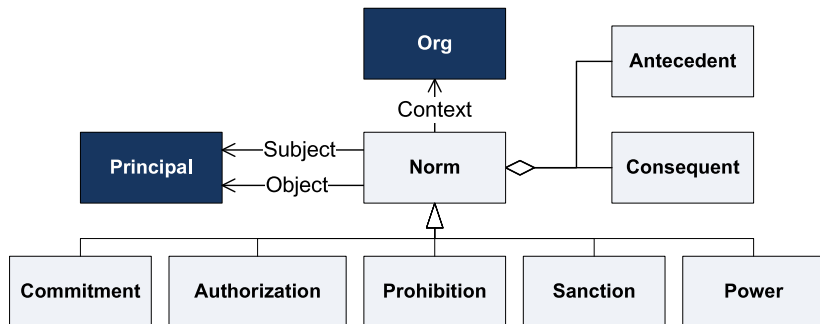 Org
Antecedent
Context
Subject
Principal
Norm
Consequent
Object
Commitment
Authorization
Prohibition
Sanction
Power